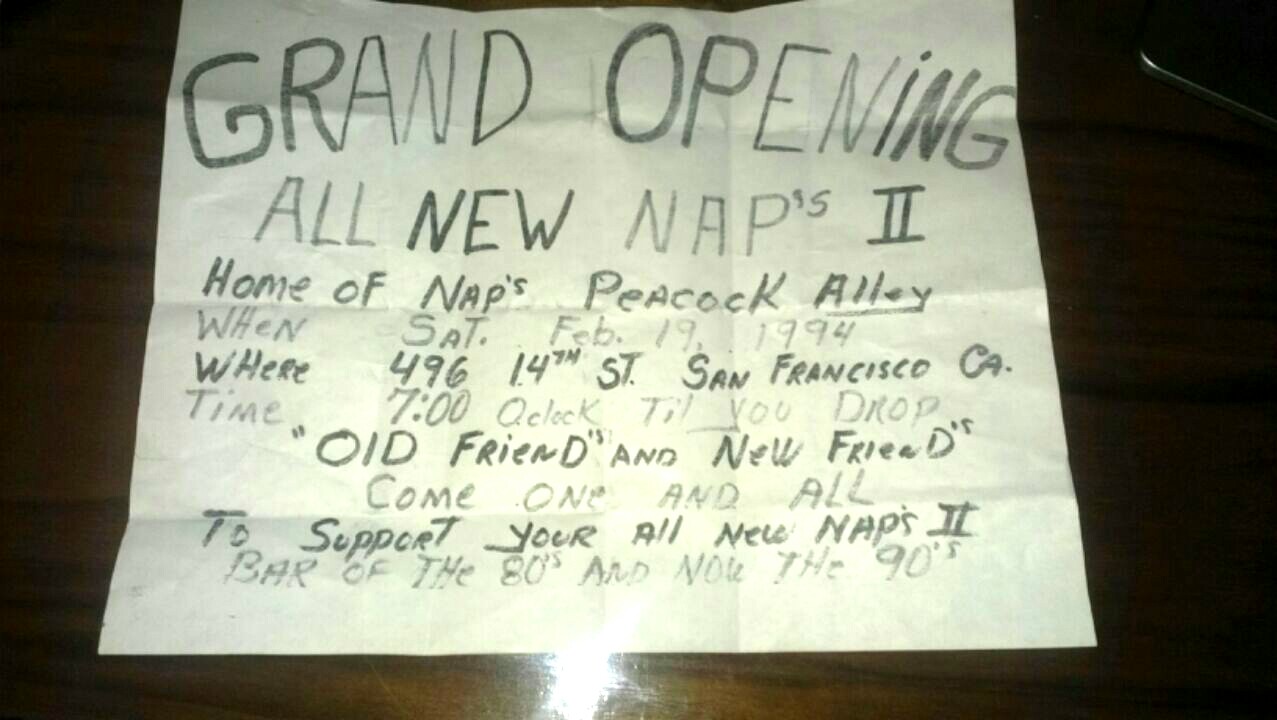 GRAND OPENiNG
ALL NEW NAP'S II
Home OF NAP'S PeACOCK Alley
WHeN SAT. Feb. 19, 1994
WHeRe 496 14TH ST. SAN FRANCISCO CA.
Time 7:00 O,clock Til you DROP
"OlD FRieND'S" AND NeW FRieND'S
COMe ONe AND ALL
To SuPPORT youR All New NAP'S II
BAR OF THe 80'S AND NOW THe 90'S